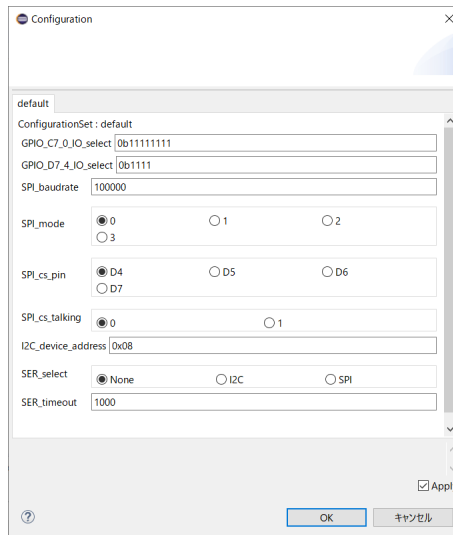 Configuration
default
ConfigurationSet : default
GPIO_C7_0_IO_select 0b11111111
GPIO_D7_4_IO_select 0b1111
SPI_baudrate 100000
SPI_mode 0 1 2
3
SPI_cs_pin D4 D5 D6
D7
SPI_cs_talking 0 1
I2C_device_address 0x08
SER_select None I2C SPI
SER_timeout 1000
Appl
OK キャンセル